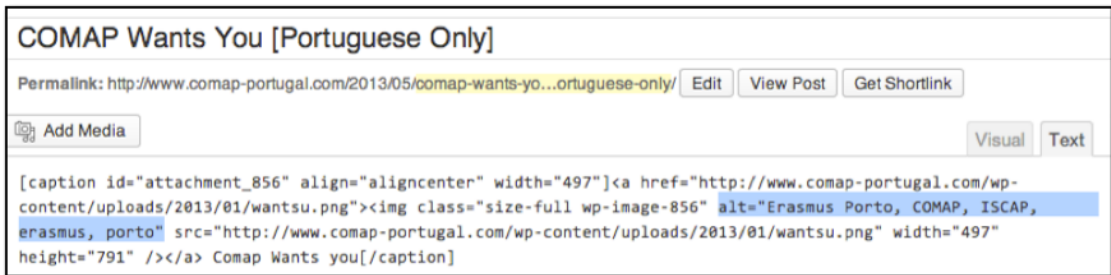 COMAP Wants You [Portuguese Only]
Permalink: http://www.comap-portugal.com/2013/05/comap-wants-yo...ortuguese-only/ Edit View Post Get Shortlink
Add Media
Visual Text
[caption id="attachment_856" align="aligncenter" width="497"]<a href="http://www.comap-portugal.com/wp-
content/uploads/2013/01/wantsu.png"><img class="size-full wp-image-856" alt="Erasmus Porto, COMAP, ISCAP,
erasmus, porto" src="http://www.comap-portugal.com/wp-content/uploads/2013/01/wantsu.png" width="497"
height="791" /></a> Comap Wants you[/caption]